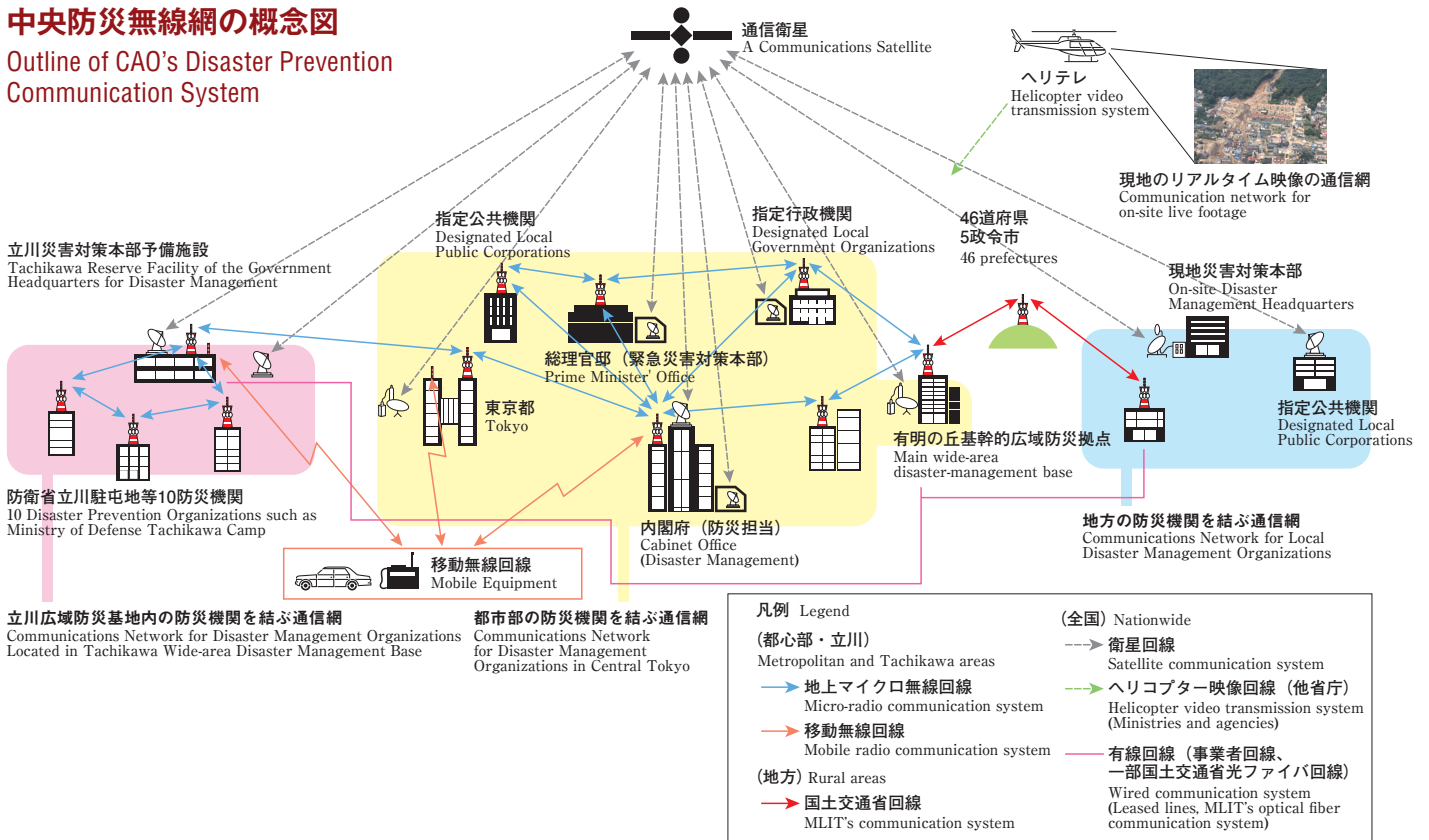 中央防災無線網の概念図
Outline of CAO's Disaster Prevention
Communication System
通信衛星
A Communications Satellite
ヘリテレ
Helicopter video
transmission system
現地のリアルタイム映像の通信網
Communication network for
on-site live footage
立川災害対策本部予備施設
Tachikawa Reserve Facility of the Government
Headquarters for Disaster Management
指定公共機関
Designated Local
Public Corporations
指定行政機関
Designated Local
Government Organizations
46道府県
5政令市
46 prefectures
現地災害対策本部
On-site Disaster
Management Headquarters
総理官邸（緊急災害対策本部）
Prime Minister' Office
東京都
Tokyo
有明の丘基幹的広域防災拠点
Main wide-area
disaster-management base
指定公共機関
Designated Local
Public Corporations
防衛省立川駐屯地等10防災機関
10 Disaster Prevention Organizations such as
Ministry of Defense Tachikawa Camp
内閣府（防災担当）
Cabinet Office
(Disaster Management)
地方の防災機関を結ぶ通信網
Communications Network for Local
Disaster Management Organizations
移動無線回線
Mobile Equipment
立川広域防災基地内の防災機関を結ぶ通信網
Communications Network for Disaster Management Organizations
Located in Tachikawa Wide-area Disaster Management Base
都市部の防災機関を結ぶ通信網
Communications Network
for Disaster Management
Organizations in Central Tokyo
凡例 Legend
(都心部・立川)
Metropolitan and Tachikawa areas
地上マイクロ無線回線
Micro-radio communication system
移動無線回線
Mobile radio communication system
(地方) Rural areas
国土交通省回線
MLIT's communication system
(全国) Nationwide
衛星回線
Satellite communication system
ヘリコプター映像回線（他省庁）
Helicopter video transmission system
(Ministries and agencies)
有線回線（事業者回線、
一部国土交通省光ファイバ回線）
Wired communication system
(Leased lines, MLIT's optical fiber
communication system)